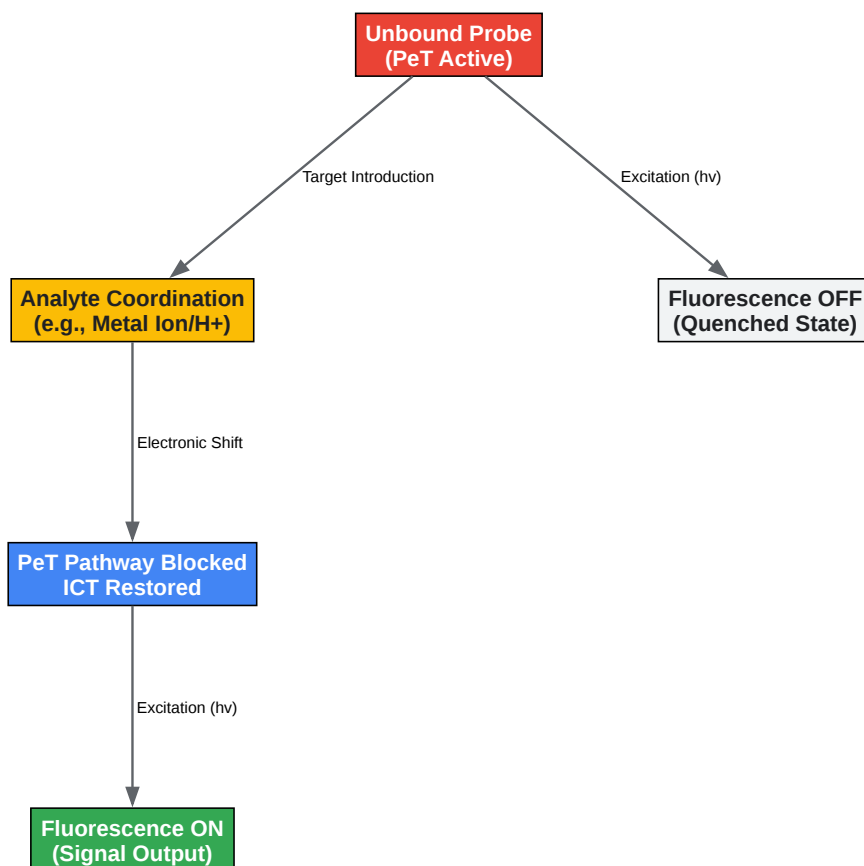 Unbound Probe
(PeT Active)
Target Introduction
Excitation (hv)
Analyte Coordination
(e.g., Metal Ion/H+)
Fluorescence OFF
(Quenched State)
Electronic Shift
PeT Pathway Blocked
ICT Restored
Excitation (hv)
Fluorescence ON
(Signal Output)